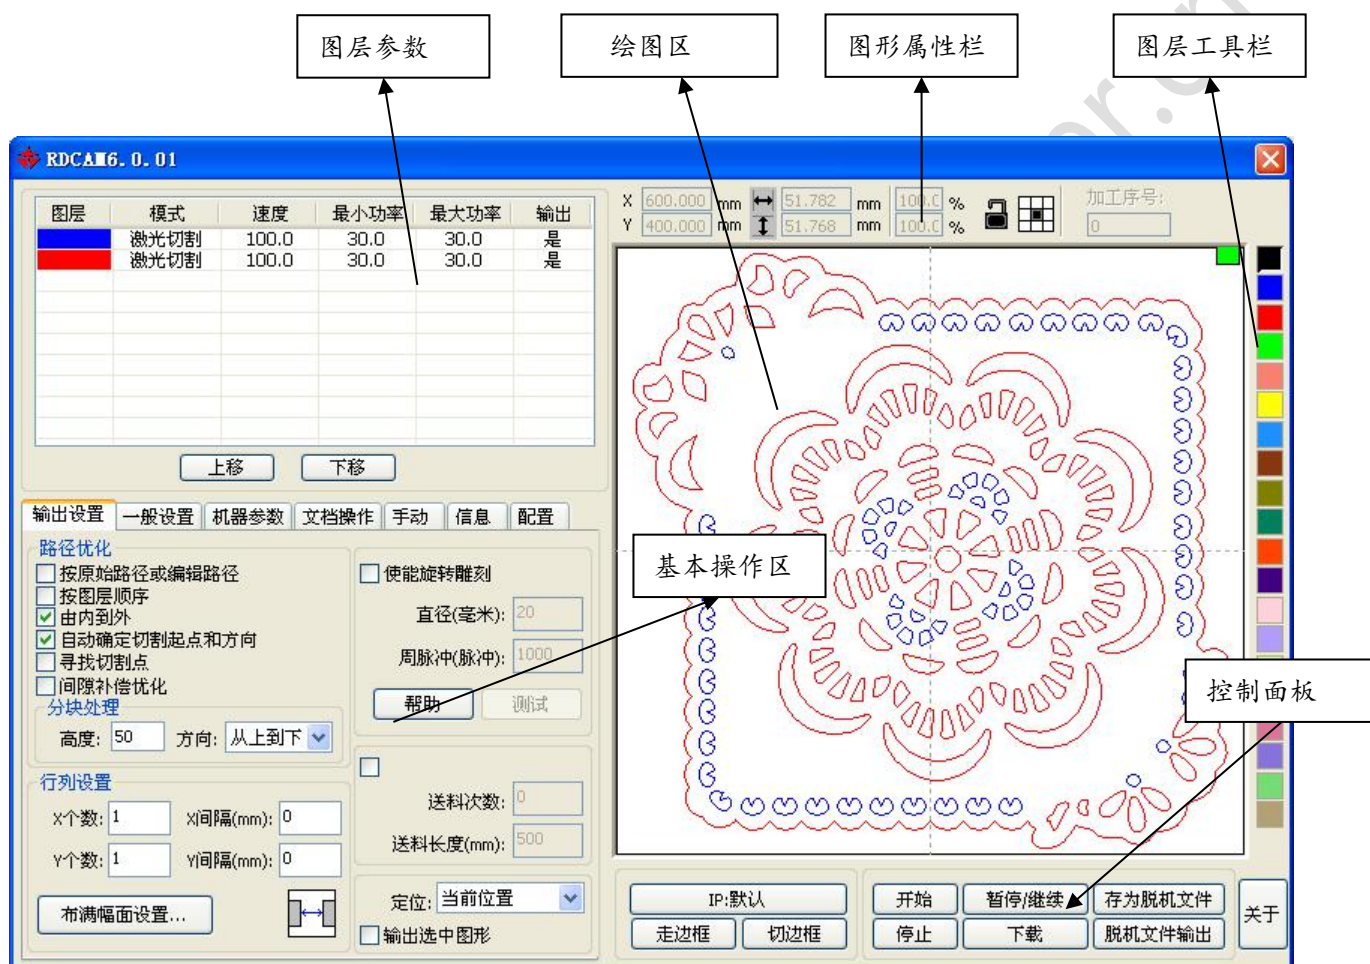 图层参数
绘图区
图形属性栏
图层工具栏
RDCAM6.0.01
图层 模式 速度 最小功率 最大功率 输出
激光切割 100.0 30.0 30.0 是
激光切割 100.0 30.0 30.0 是
上移 下移
X 600.000 mm 51.782 mm 100.0 %
Y 400.000 mm 51.768 mm 100.0 %
加工序号:
0
输出设置 一般设置 机器参数 文档操作 手动 信息 配置
路径优化
按原始路径或编辑路径
按图层顺序
由内到外
自动确定切割起点和方向
寻找切割点
间隙补偿优化
分块处理
高度: 50 方向: 从上到下
行列设置
X个数: 1 X间隔(mm): 0
Y个数: 1 Y间隔(mm): 0
布满幅面设置...
使能旋转雕刻
直径(毫米): 20
周脉冲(脉冲): 1000
帮助 测试
送料次数: 0
送料长度(mm): 500
定位: 当前位置
输出选中图形
基本操作区
控制面板
IP:默认
走边框 切边框
开始 暂停/继续 存为脱机文件
停止 下载 脱机文件输出
关于